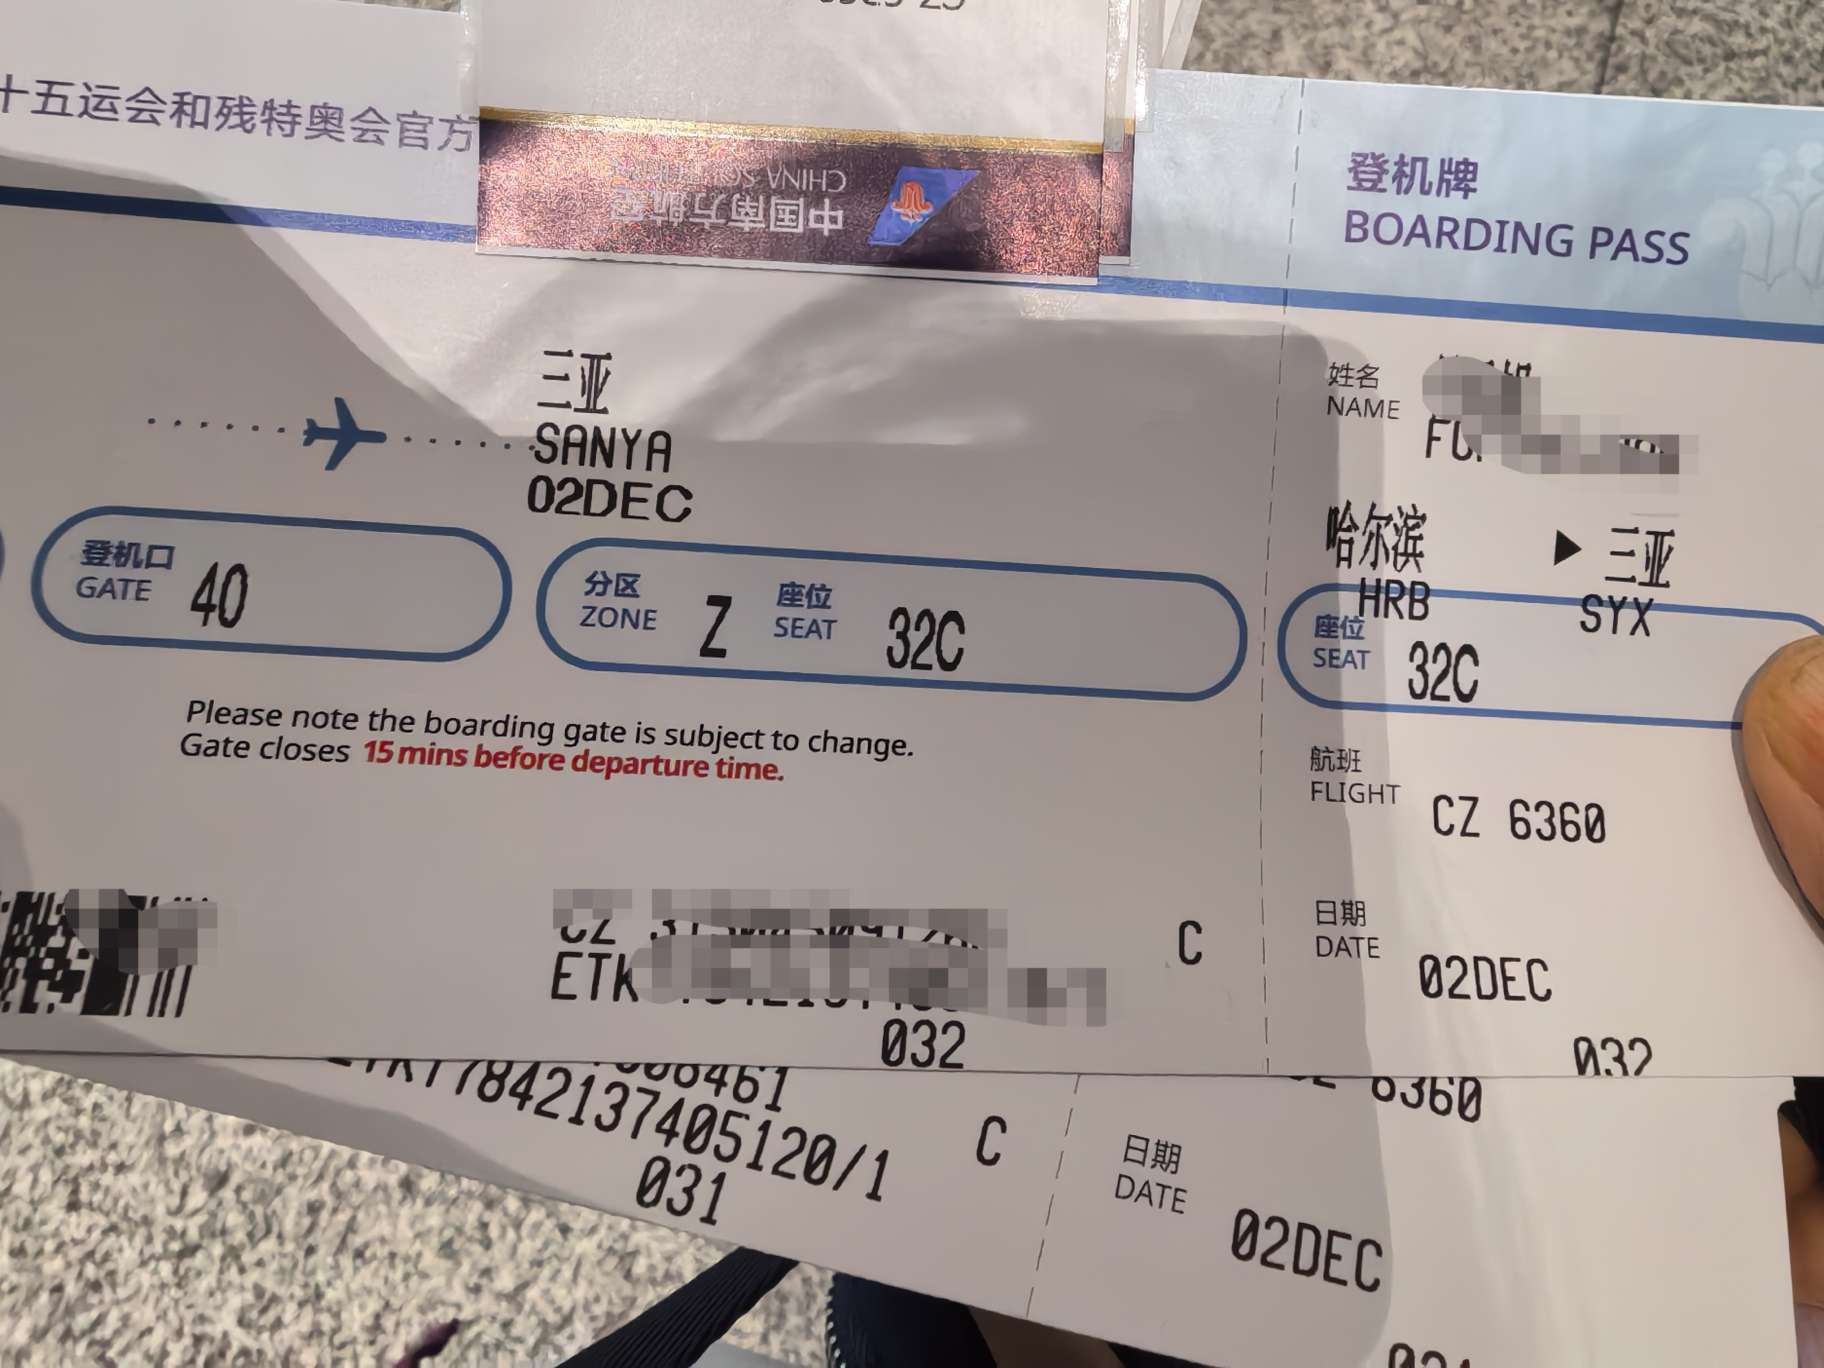 十五运会和残特奥会官方
中国南方航空
登机牌
BOARDING PASS
三亚
SANYA
02DEC
登机口
GATE 40
分区
ZONE Z
座位
SEAT 32C
Please note the boarding gate is subject to change.
Gate closes 15 mins before departure time.
CZ
ETK
C
032
姓名
NAME
哈尔滨 ▶ 三亚
HRB SYX
座位
SEAT 32C
航班
FLIGHT CZ 6360
日期
DATE 02DEC
032
6461
7842137405120/1
C
031
6360
日期
DATE 02DEC